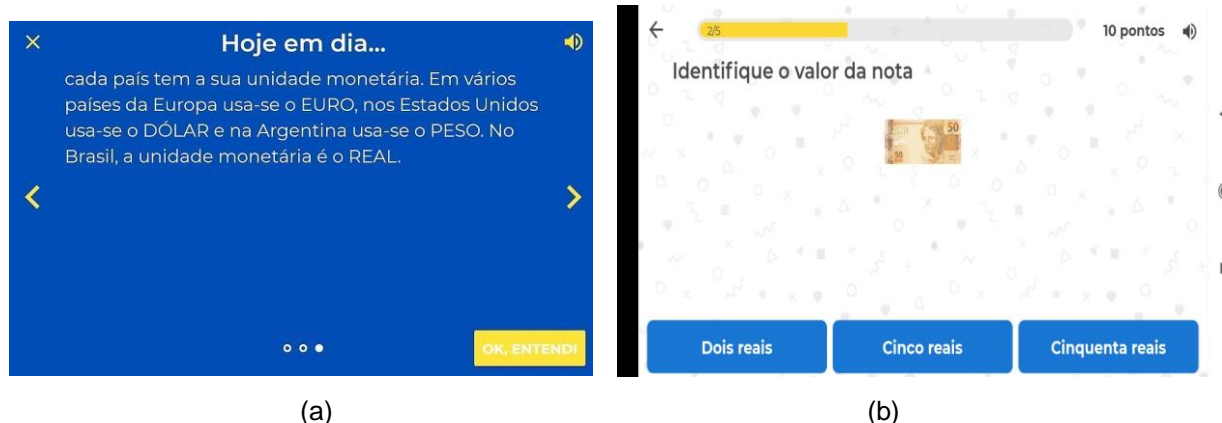 Hoje em dia...
cada país tem a sua unidade monetária. Em vários
países da Europa usa-se o EURO, nos Estados Unidos
usa-se o DÓLAR e na Argentina usa-se o PESO. No
Brasil, a unidade monetária é o REAL.
OK, ENTENDI
(a)
2/5
10 pontos
Identifique o valor da nota
50
50
Dois reais
Cinco reais
Cinquenta reais
(b)